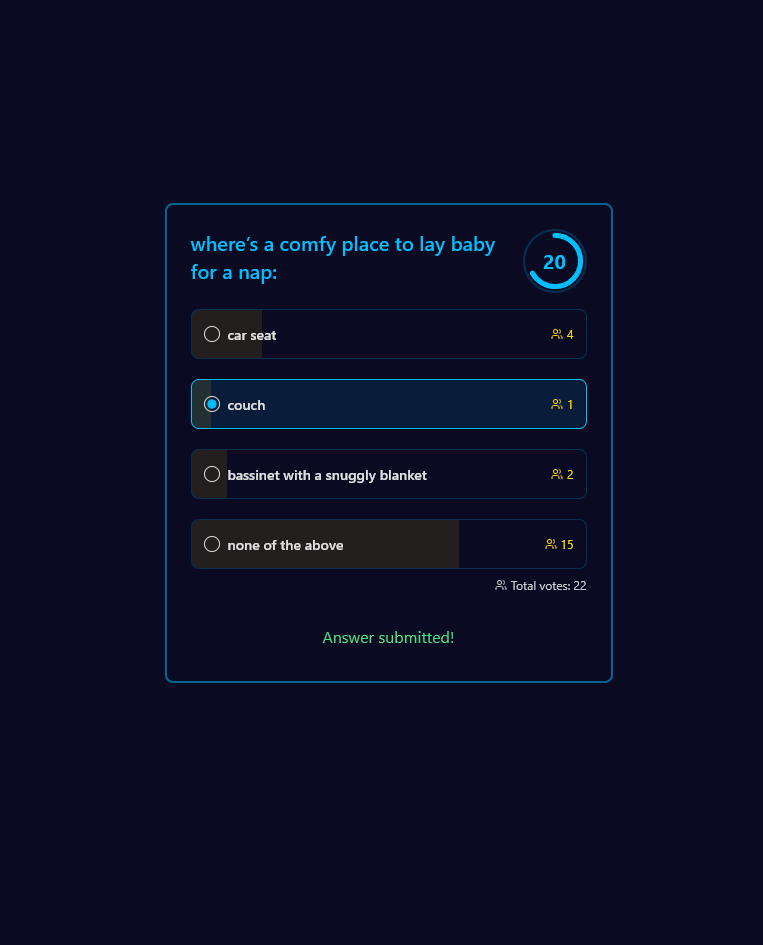 where’s a comfy place to lay baby
for a nap:
20
car seat
4
couch
1
bassinet with a snuggly blanket
2
none of the above
15
Total votes: 22
Answer submitted!